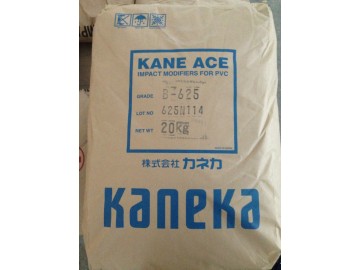 KANE ACE
IMPACT MODIFIERS FOR PVC
GRADE B-625
LOT NO 625N114
NET WT 20Kg
株式会社 カネカ
kaneka